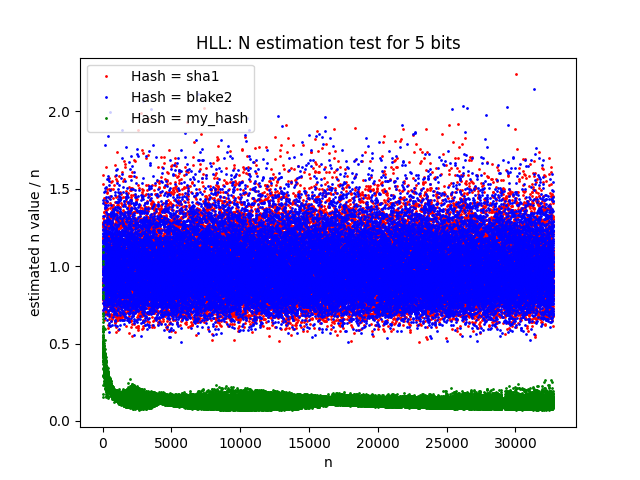 HLL: N estimation test for 5 bits
Hash = sha1
Hash = blake2
Hash = my_hash
estimated n value / n
2.0
1.5
1.0
0.5
0.0
0
5000
10000
15000
20000
25000
30000
n